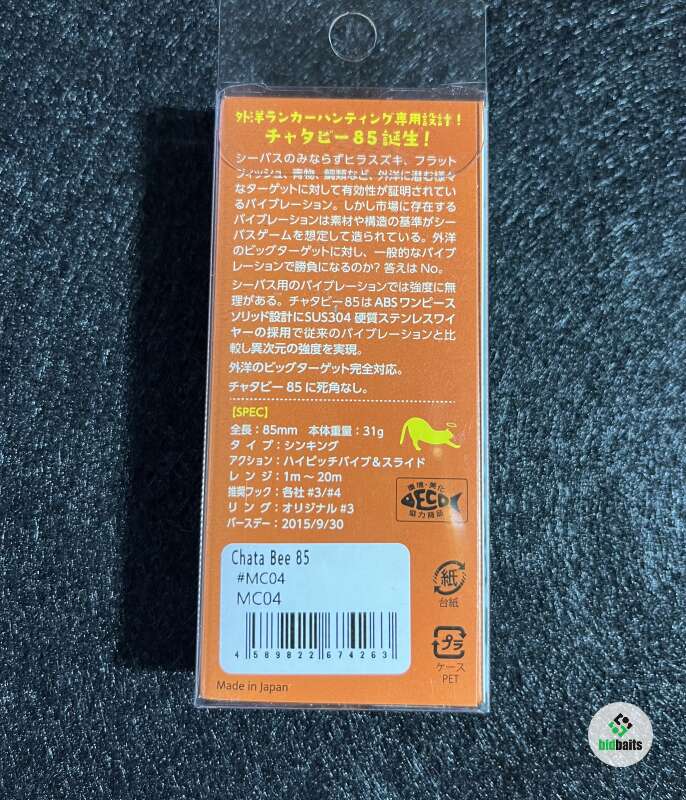 外洋ランカーハンティング専用設計!
チャタビー85誕生!
シーバスのみならずヒラスズキ、フラット
フィッシュ、青物、鯛類など、外洋に潜む様々
なターゲットに対して有効性が証明されてい
るバイブレーション。しかし市場に存在する
バイブレーションは素材や構造の基準がシー
バスゲームを想定して造られている。外洋
のビッグターゲットに対し、一般的なバイブ
レーションで勝負になるのか? 答えは No。
シーバス用のバイブレーションでは強度に無
理がある。チャタビー85は ABS ワンピース
ソリッド設計にSUS304 硬質ステンレスワイ
ヤーの採用で従来のバイブレーションと比
較し異次元の強度を実現。
外洋のビッグターゲット完全対応。
チャタビー 85 に死角なし。
【SPEC】
全長:85mm 本体重量:31g
タイプ:シンキング
アクション:ハイピッチバイブ&スライド
レンジ:1m〜20m
推奨フック:各社 #3/#4
リング:オリジナル #3
バースデー:2015/9/30
環境・美化
DECO
協力商品
Chata Bee 85
#MC04
MC04
4 589822 674263
Made in Japan
紙
台紙
プラ
ケース
PET
bidbaits